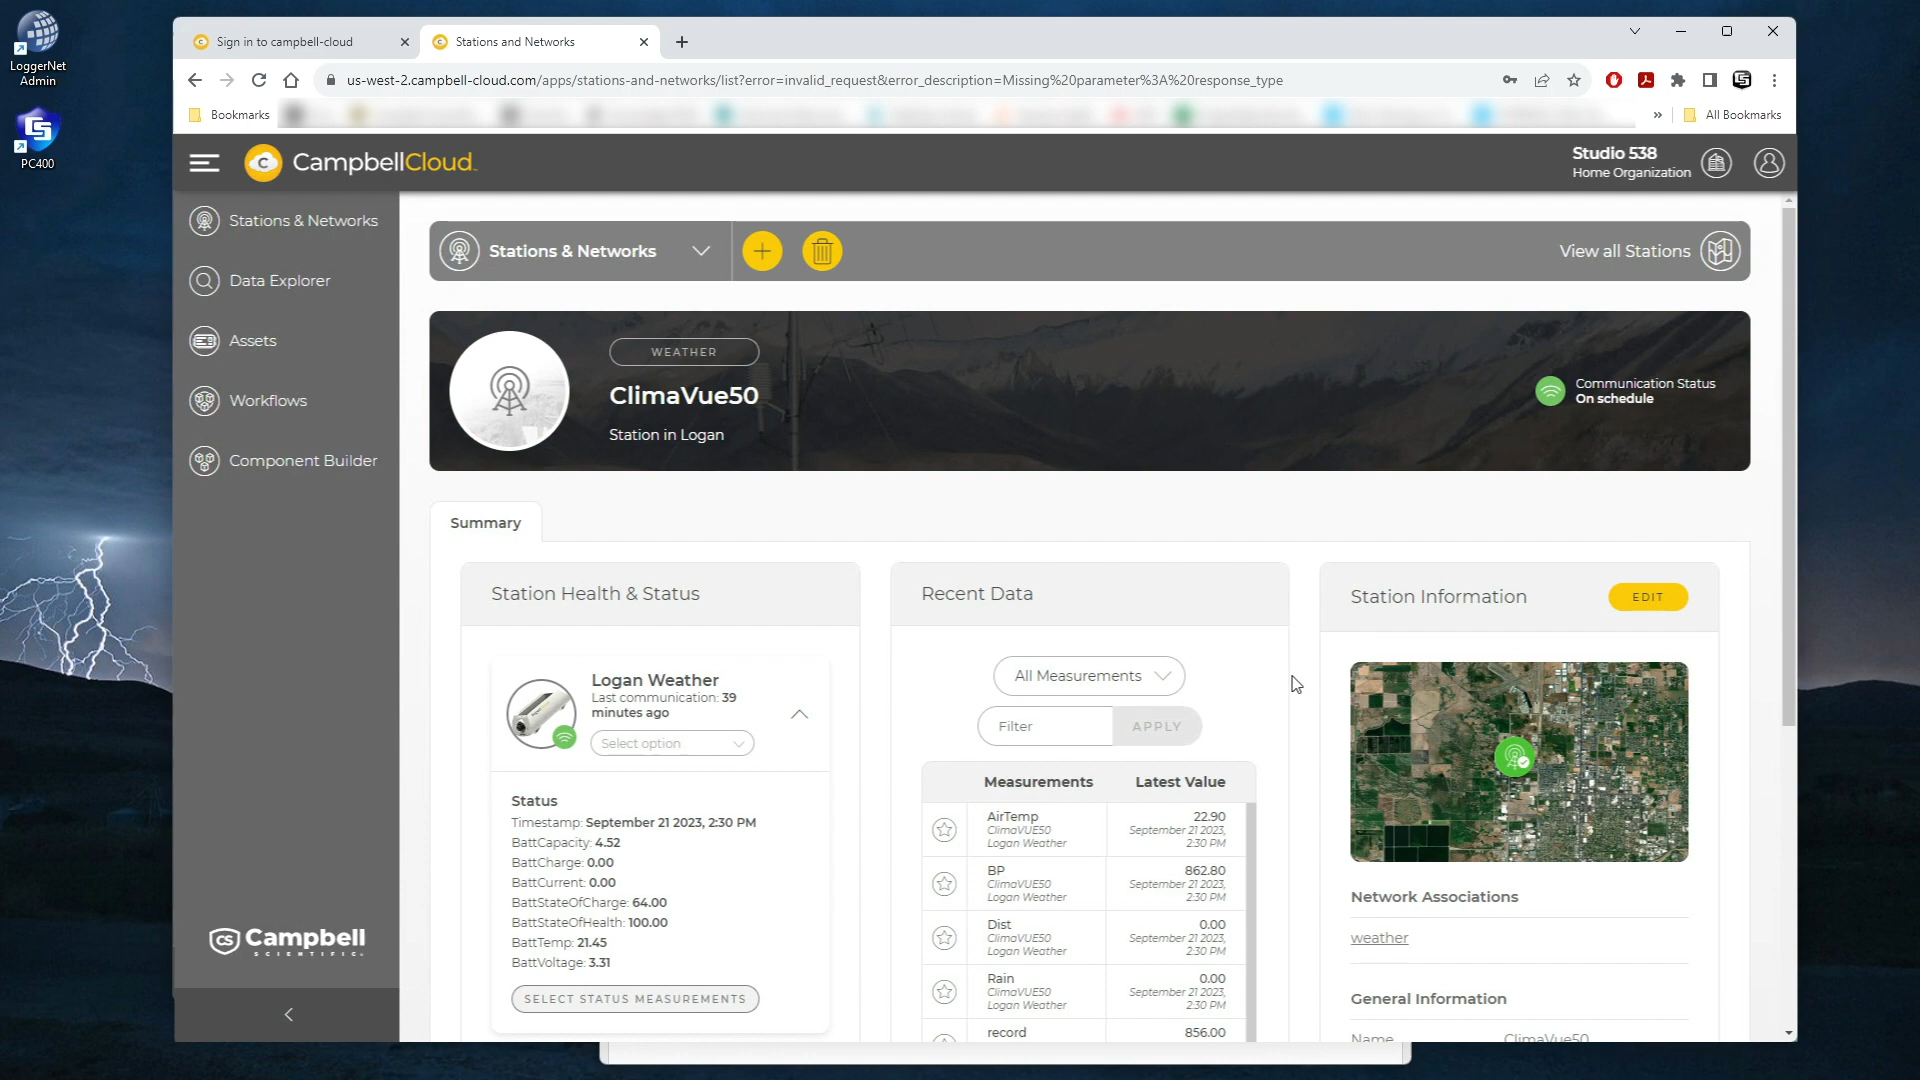 LoggerNet
Admin
PC400
Sign in to campbell-cloud
Stations and Networks
us-west-2.campbell-cloud.com/apps/stations-and-networks/list?error=invalid_request&error_description=Missing%20parameter%3A%20response_type
Bookmarks
All Bookmarks
CampbellCloud
Studio 538
Home Organization
Stations & Networks
Data Explorer
Assets
Workflows
Component Builder
Campbell
SCIENTIFIC
Stations & Networks
View all Stations
WEATHER
ClimaVue50
Station in Logan
Communication Status
On schedule
Summary
Station Health & Status
Logan Weather
Last communication: 39
minutes ago
Select option
Status
Timestamp: September 21 2023, 2:30 PM
BattCapacity: 4.52
BattCharge: 0.00
BattCurrent: 0.00
BattStateOfCharge: 64.00
BattStateOfHealth: 100.00
BattTemp: 21.45
BattVoltage: 3.31
SELECT STATUS MEASUREMENTS
Recent Data
All Measurements
Filter APPLY
Measurements Latest Value
AirTemp 22.90
ClimaVUE50 September 21 2023,
Logan Weather 2:30 PM
BP 862.80
ClimaVUE50 September 21 2023,
Logan Weather 2:30 PM
Dist 0.00
ClimaVUE50 September 21 2023,
Logan Weather 2:30 PM
Rain 0.00
ClimaVUE50 September 21 2023,
Logan Weather 2:30 PM
record 856.00
Station Information
EDIT
Network Associations
weather
General Information
Name ClimaVue50